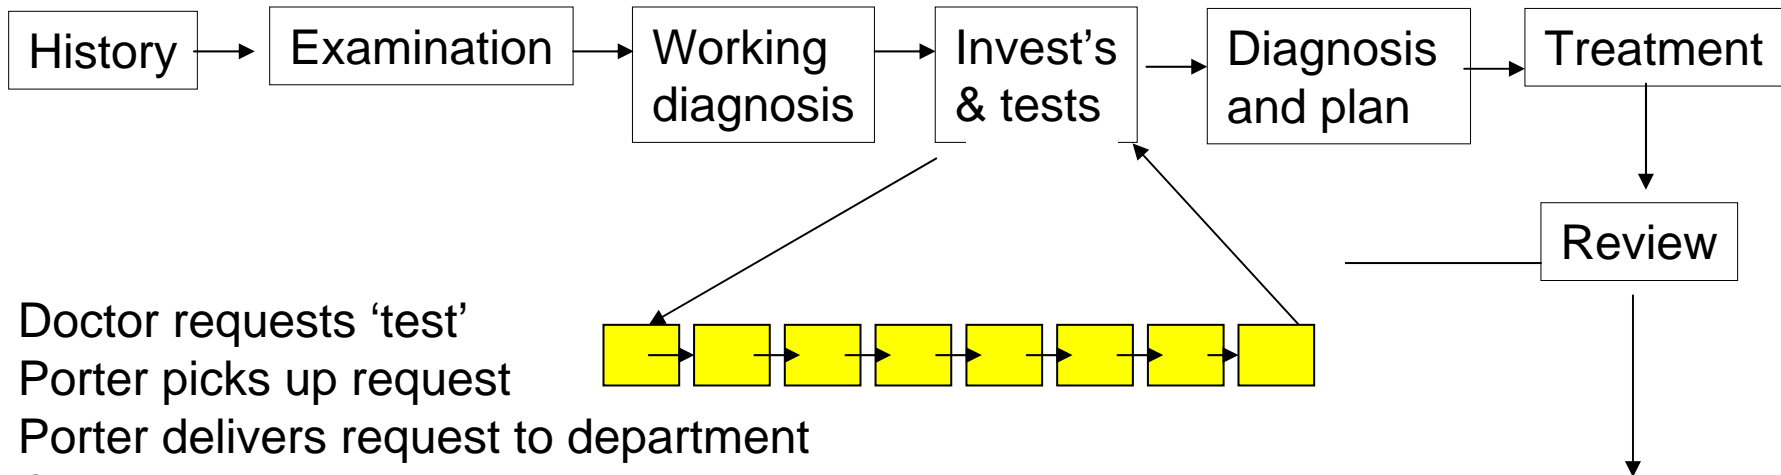 History
Examination
Working
diagnosis
Invest’s
& tests
Diagnosis
and plan
Treatment
Review
Doctor requests ‘test’
Porter picks up request
Porter delivers request to department